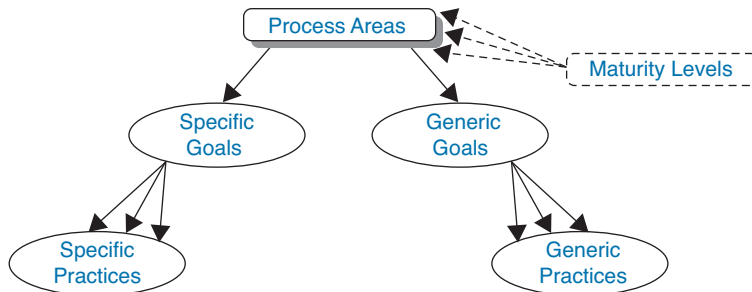 Process Areas
Maturity Levels
Specific
Goals
Generic
Goals
Specific
Practices
Generic
Practices